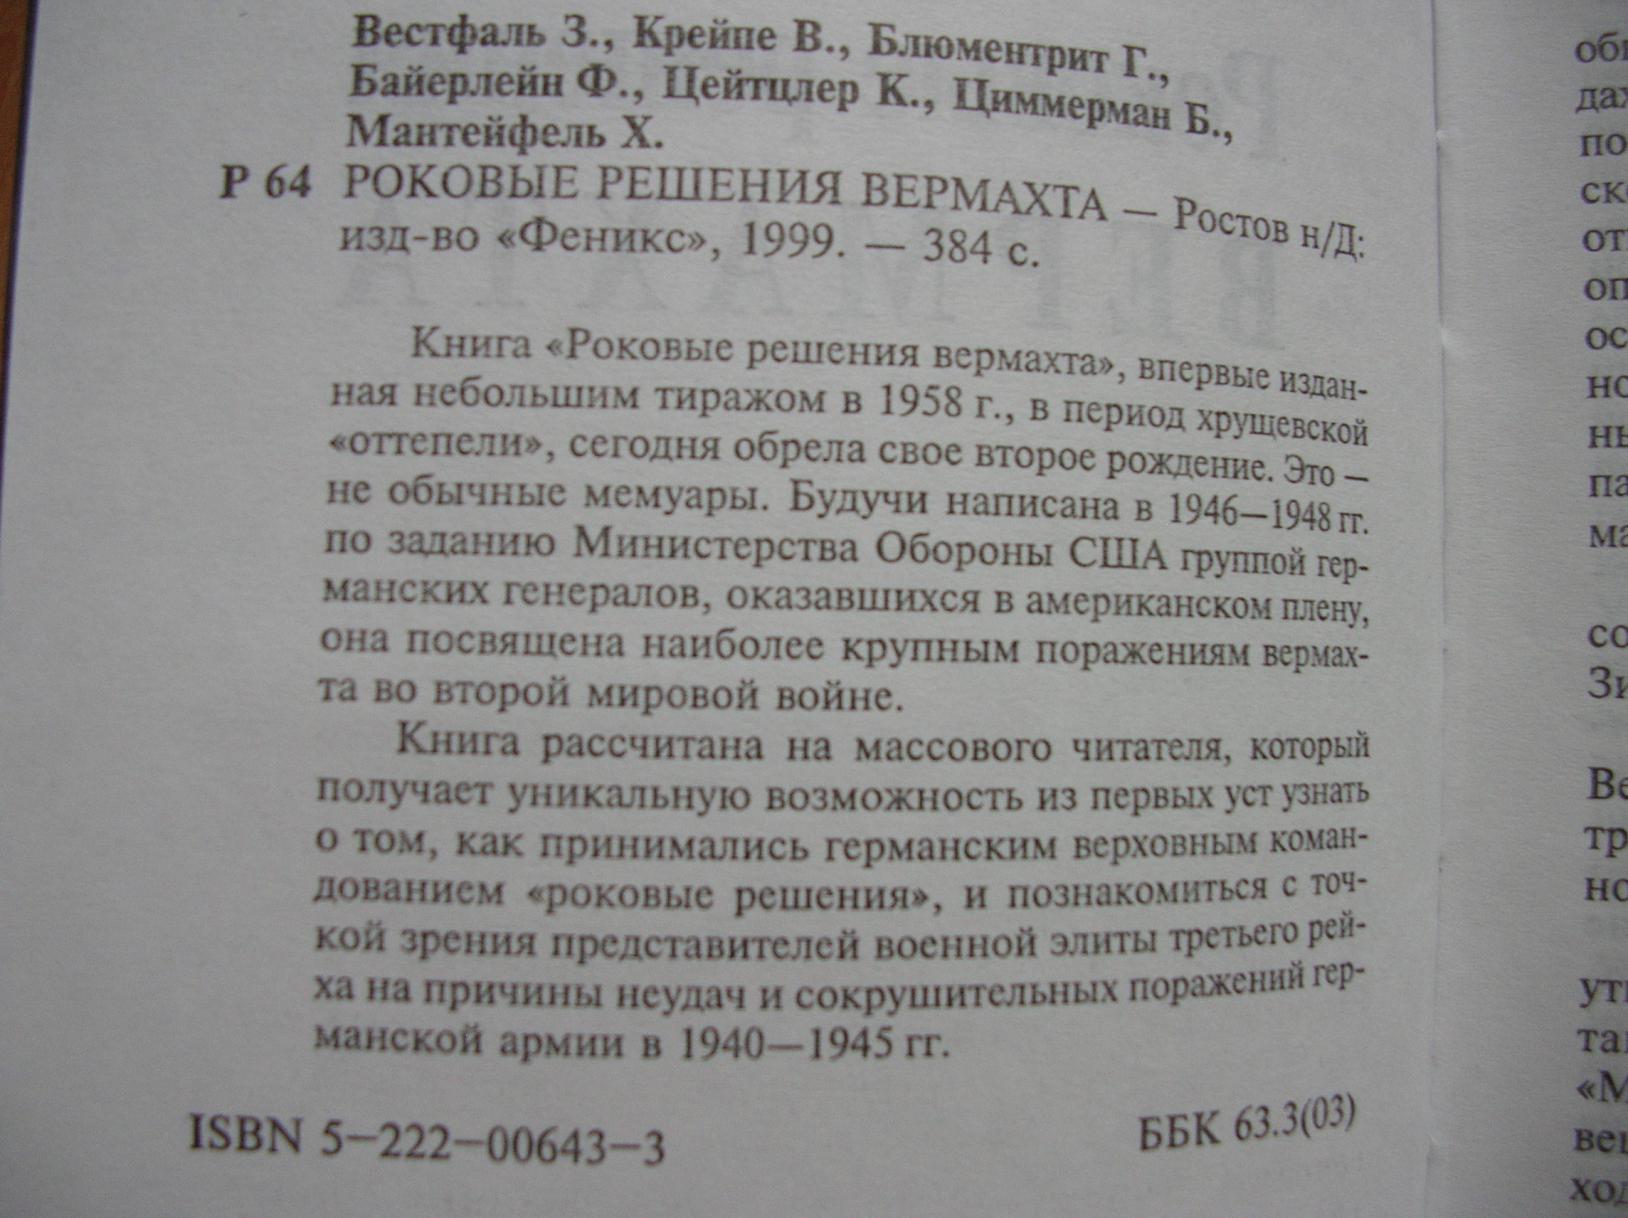 Вестфаль З., Крейпе В., Блюментрит Г.,
Байерлейн Ф., Цейтцлер К., Циммерман Б.,
Мантейфель Х.
Р 64 РОКОВЫЕ РЕШЕНИЯ ВЕРМАХТА — Ростов н/Д:
изд-во «Феникс», 1999. — 384 с.
Книга «Роковые решения вермахта», впервые издан-
ная небольшим тиражом в 1958 г., в период хрущевской
«оттепели», сегодня обрела свое второе рождение. Это —
не обычные мемуары. Будучи написана в 1946—1948 гг.
по заданию Министерства Обороны США группой гер-
манских генералов, оказавшихся в американском плену,
она посвящена наиболее крупным поражениям вермах-
та во второй мировой войне.
Книга рассчитана на массового читателя, который
получает уникальную возможность из первых уст узнать
о том, как принимались германским верховным коман-
дованием «роковые решения», и познакомиться с точ-
кой зрения представителей военной элиты третьего рей-
ха на причины неудач и сокрушительных поражений гер-
манской армии в 1940—1945 гг.
ISBN 5—222—00643—3
ББК 63.3(03)